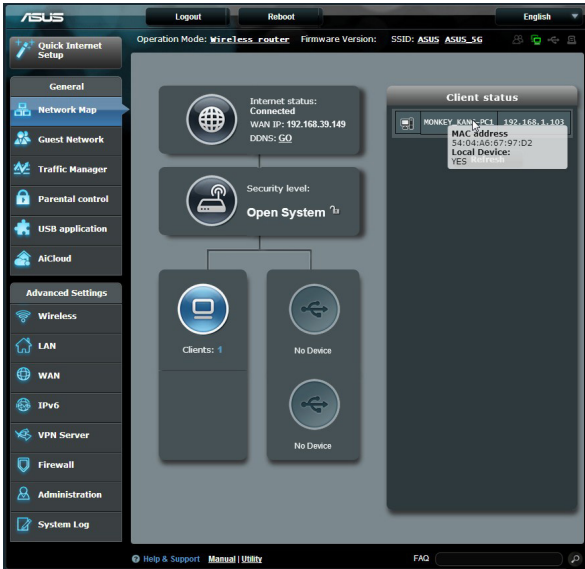 ASUS
Logout
Reboot
English
Quick Internet
Setup
Operation Mode: Wireless router Firmware Version: SSID: ASUS ASUS_5G
General
Network Map
Guest Network
Traffic Manager
Parental control
USB application
AiCloud
Advanced Settings
Wireless
LAN
WAN
IPv6
VPN Server
Firewall
Administration
System Log
Internet status:
Connected
WAN IP: 192.168.39.149
DDNS: GO
Security level:
Open System
Clients: 1
No Device
No Device
Client status
192.168.1.103
MAC address
54:04:A6:67:97:D2
Local Device:
YES
Refresh
Help & Support Manual | Utility
FAQ